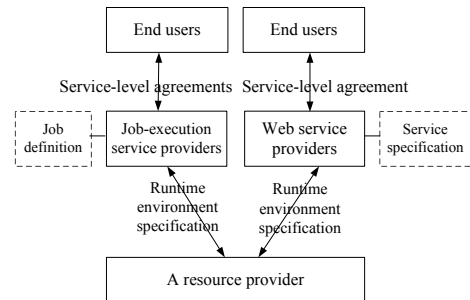 End users
End users
Service-level agreements
Service-level agreement
Job
definition
Job-execution
service providers
Web service
providers
Service
specification
Runtime
environment
specification
Runtime
environment
specification
A resource provider